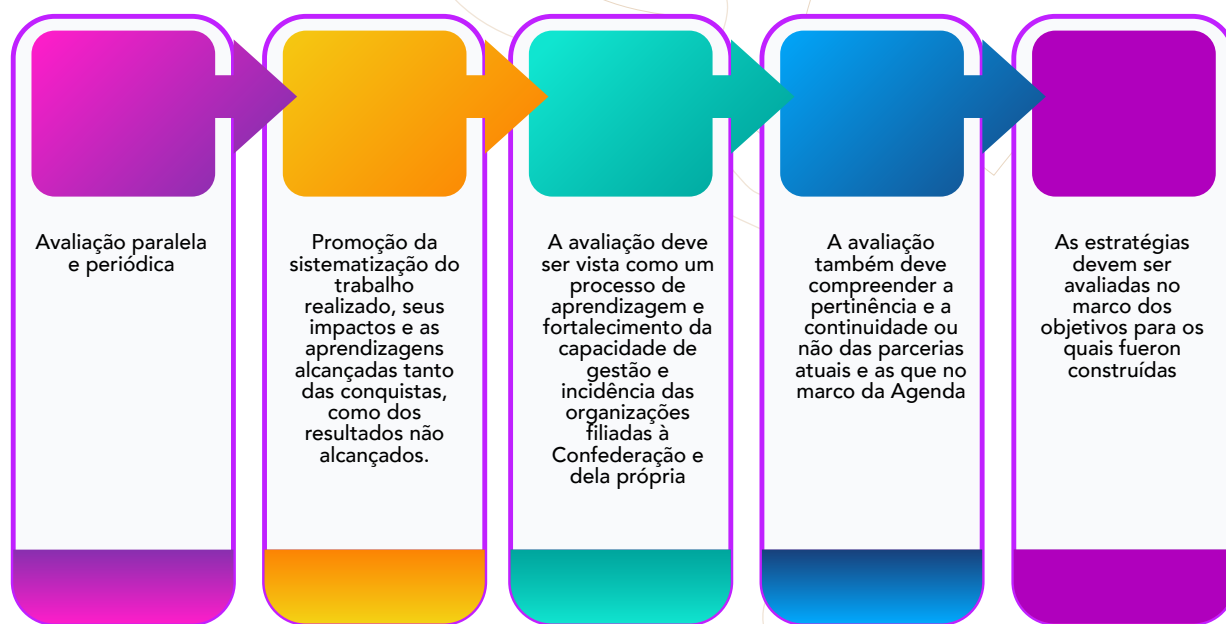 Avaliação paralela
e periódica
Promoção da
sistematização do
trabalho
realizado, seus
impactos e as
aprendizagens
alcançadas tanto
das conquistas,
como dos
resultados não
alcançados.
A avaliação deve
ser vista como um
processo de
aprendizagem e
fortalecimento da
capacidade de
gestão e
incidência das
organizações
filiadas à
Confederação e
dela própria
A avaliação
também deve
compreender a
pertinência e a
continuidade ou
não das parcerias
atuais e as que no
marco da Agenda
As estratégias
devem ser
avaliadas no
marco dos
objetivos para os
quais fueron
construídas